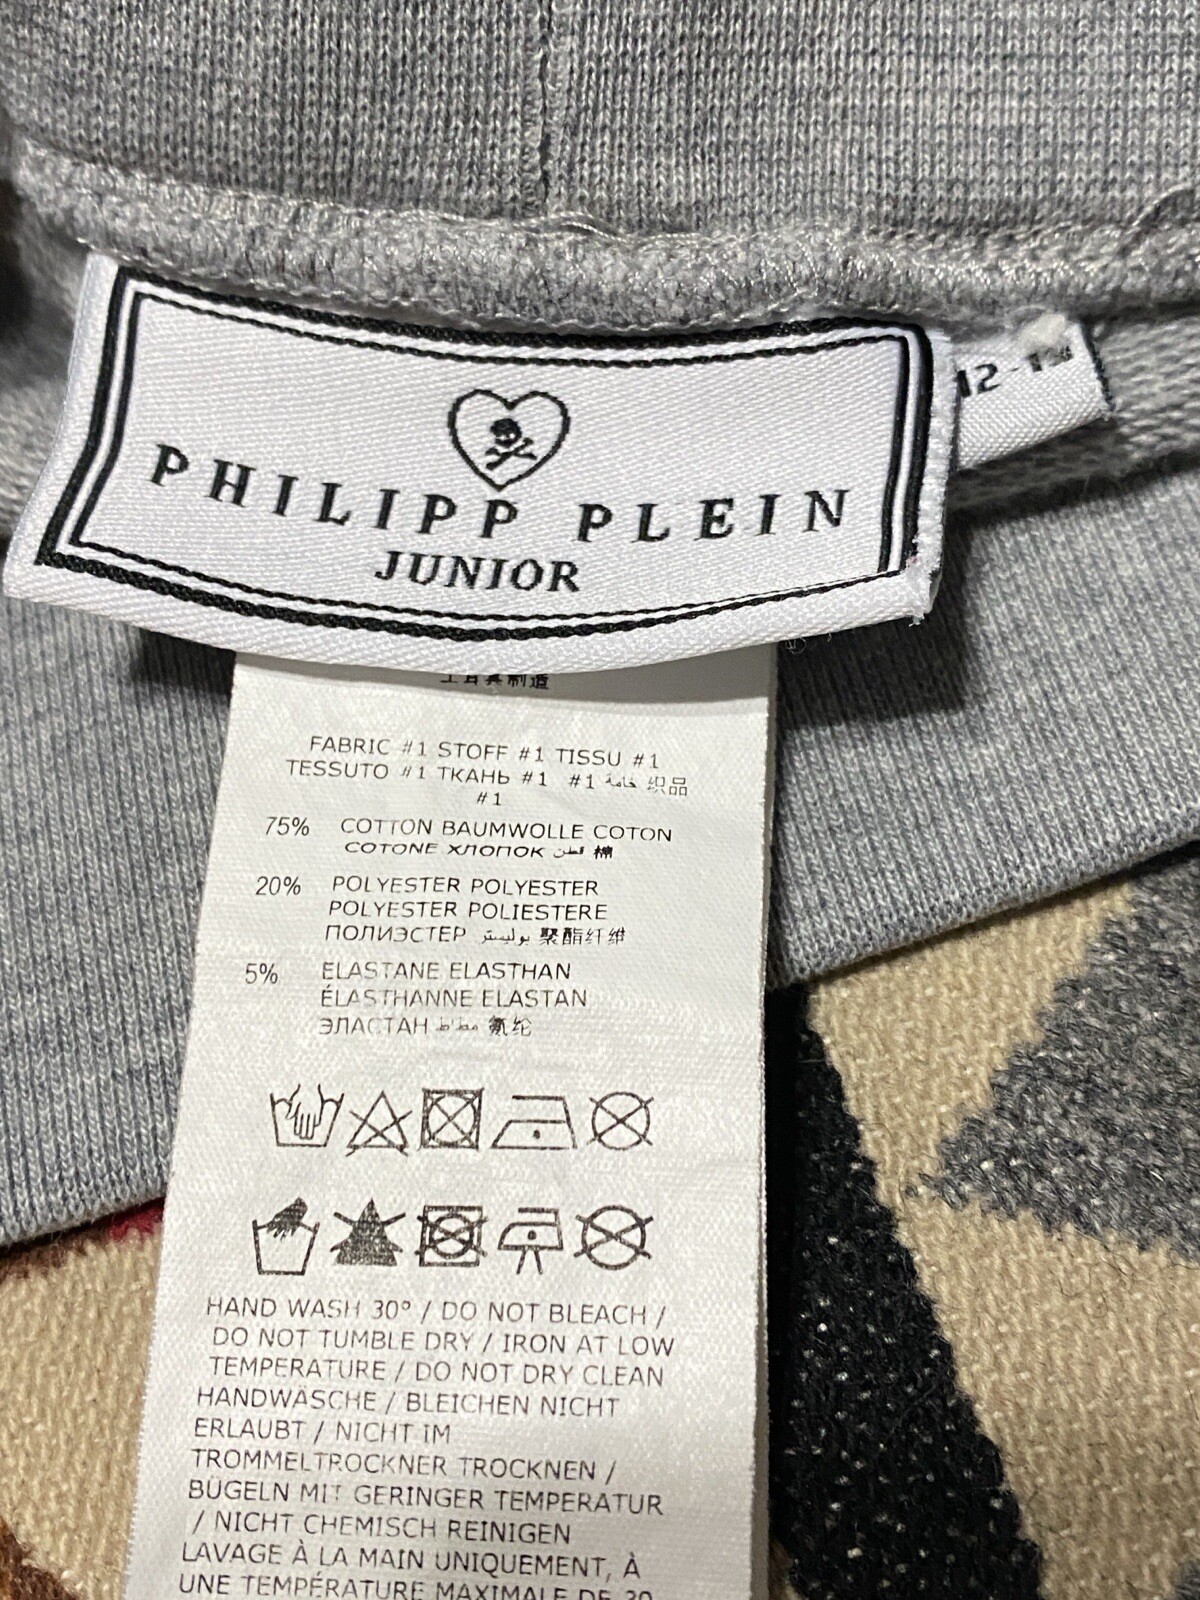 PHILIPP PLEIN
JUNIOR
制造
FABRIC #1 STOFF #1 TISSU #1
TESSUTO #1 ТКАНЬ #1 #1 خامة 织品
#1
75% COTTON BAUMWOLLE COTON
COTONE ХЛОПОК قطن 棉
20% POLYESTER POLYESTER
POLYESTER POLIESTERE
ПОЛИЭСТЕР بوليستر 聚酯纤维
5% ELASTANE ELASTHAN
ÉLASTHANNE ELASTAN
ЭЛАСТАН مطاط 氨纶
HAND WASH 30° / DO NOT BLEACH /
DO NOT TUMBLE DRY / IRON AT LOW
TEMPERATURE / DO NOT DRY CLEAN
HANDWÄSCHE / BLEICHEN NICHT
ERLAUBT / NICHT IM
TROMMELTROCKNER TROCKNEN /
BÜGELN MIT GERINGER TEMPERATUR
/ NICHT CHEMISCH REINIGEN
LAVAGE À LA MAIN UNIQUEMENT, À
UNE TEMPÉRATURE MAXIMALE DE 30